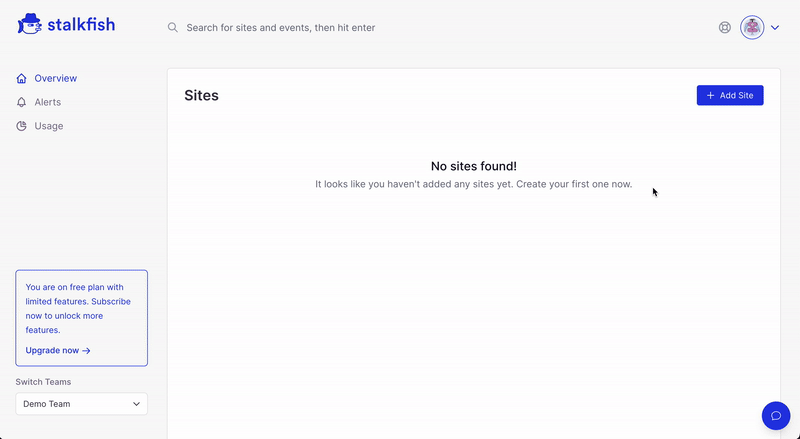 stalkfish
Search for sites and events, then hit enter
Overview
Alerts
Usage
Sites
Add Site
No sites found!
It looks like you haven't added any sites yet. Create your first one now.
You are on free plan with
limited features. Subscribe
now to unlock more
features.
Upgrade now →
Switch Teams
Demo Team